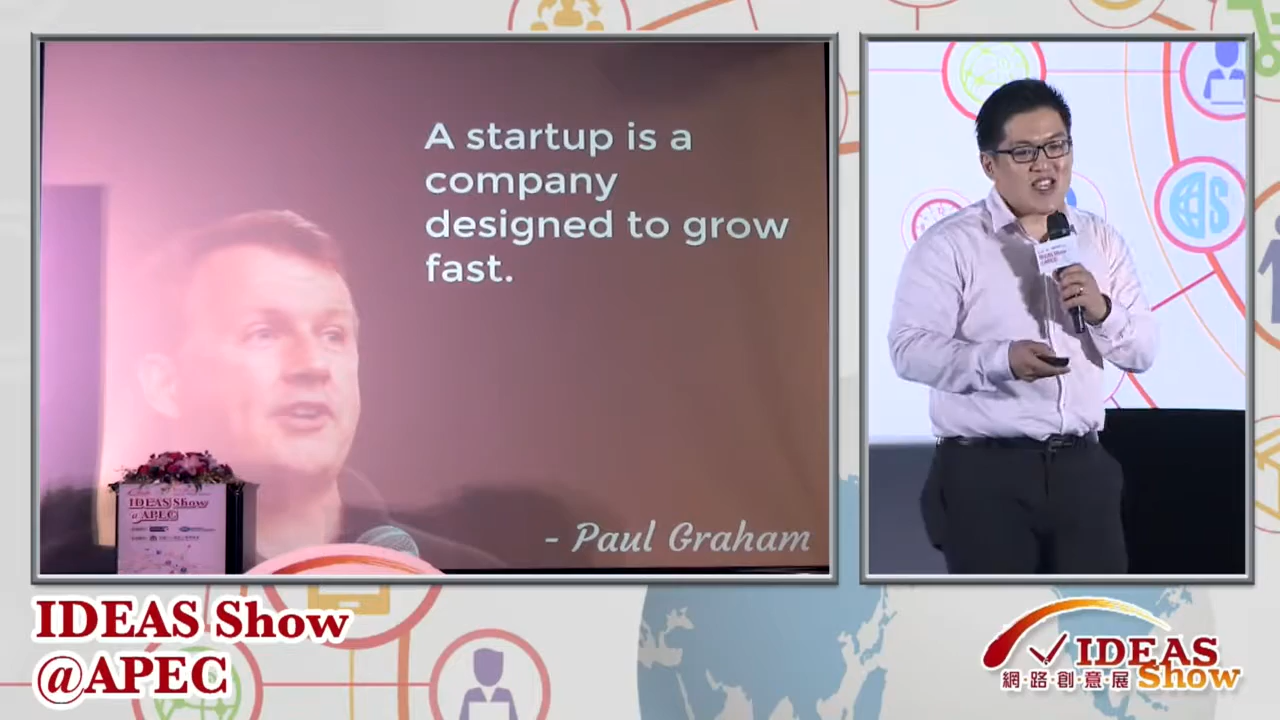 A startup is a
company
designed to grow
fast.
- Paul Graham
IDEAS Show
@APEC
IDEAS Show
@APEC
IDEAS
網路創意展 Show